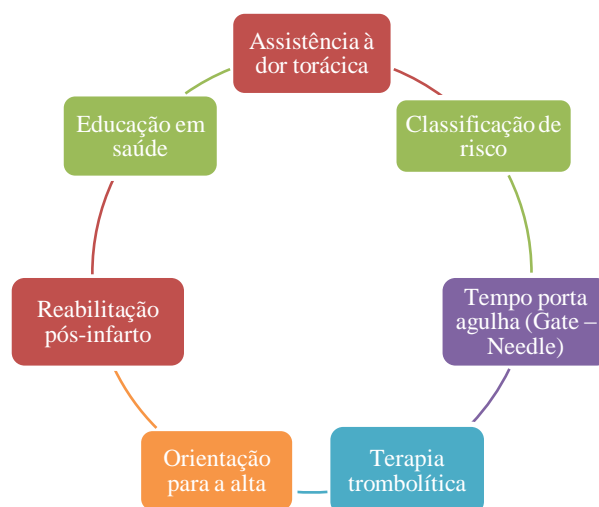 Assistência à
dor torácica
Classificação de
risco
Tempo porta
agulha (Gate –
Needle)
Terapia
trombolítica
Orientação
para a alta
Reabilitação
pós-infarto
Educação em
saúde